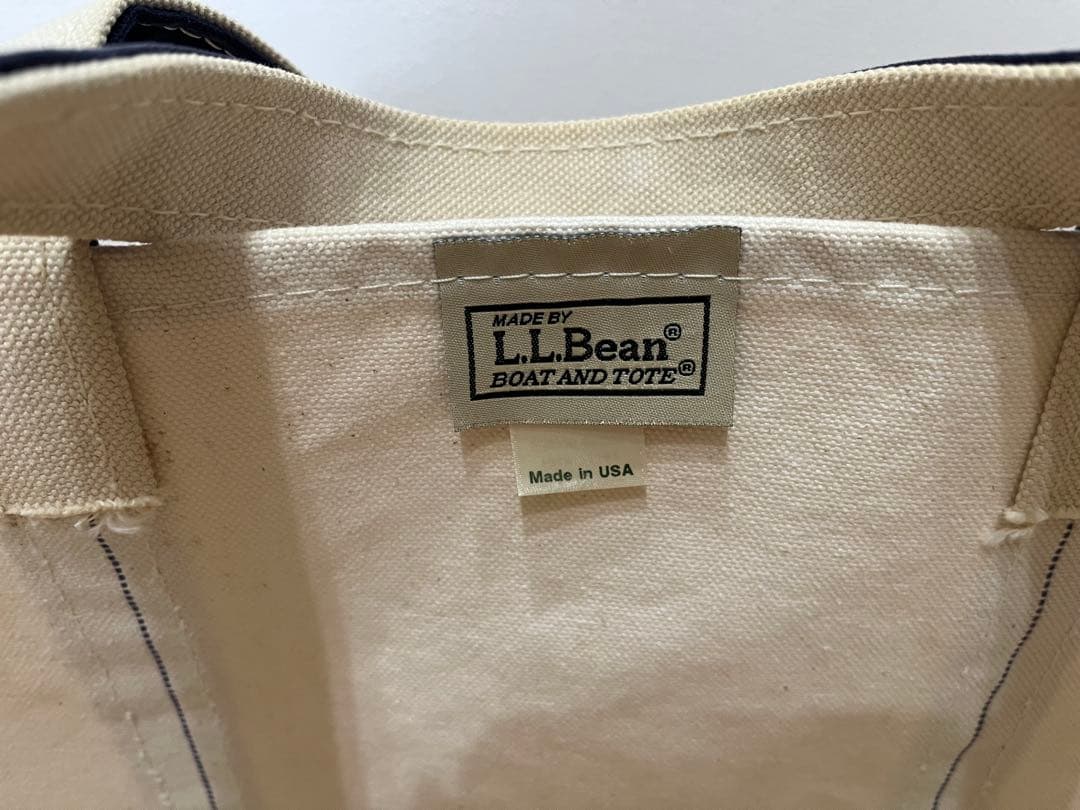 MADE BY
L.L.Bean®
BOAT AND TOTE®
Made in USA